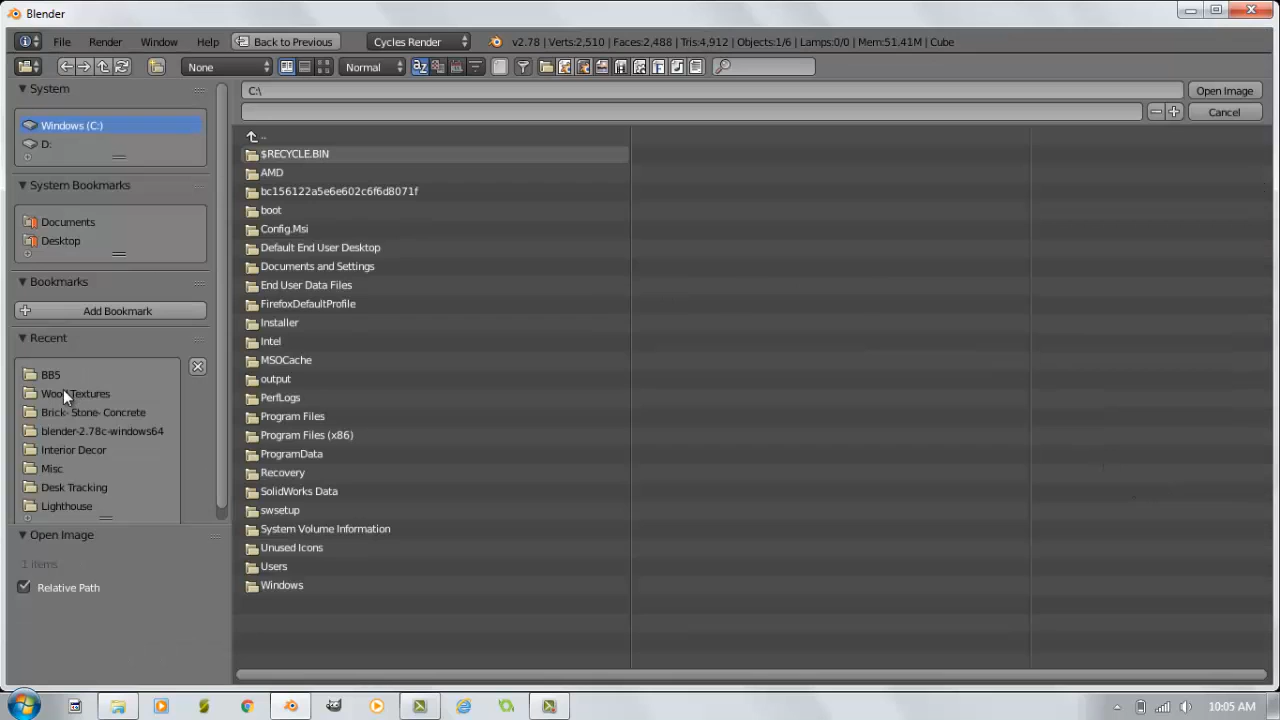 Blender
File Render Window Help Back to Previous Cycles Render v2.78 | Verts:2,510 | Faces:2,488 | Tris:4,912 | Objects:1/6 | Lamps:0/0 | Mem:51.41M | Cube
None Normal
System
Windows (C:)
D:
System Bookmarks
Documents
Desktop
Bookmarks
Add Bookmark
Recent
BB5
Wood Textures
Brick- Stone- Concrete
blender-2.78c-windows64
Interior Decor
Misc
Desk Tracking
Lighthouse
Open Image
1 items
Relative Path
C:\ Open Image
Cancel
..
$RECYCLE.BIN
AMD
bc156122a5e6e602c6f6d8071f
boot
Config.Msi
Default End User Desktop
Documents and Settings
End User Data Files
FirefoxDefaultProfile
Installer
Intel
MSOCache
output
PerfLogs
Program Files
Program Files (x86)
ProgramData
Recovery
SolidWorks Data
swsetup
System Volume Information
Unused Icons
Users
Windows
10:05 AM